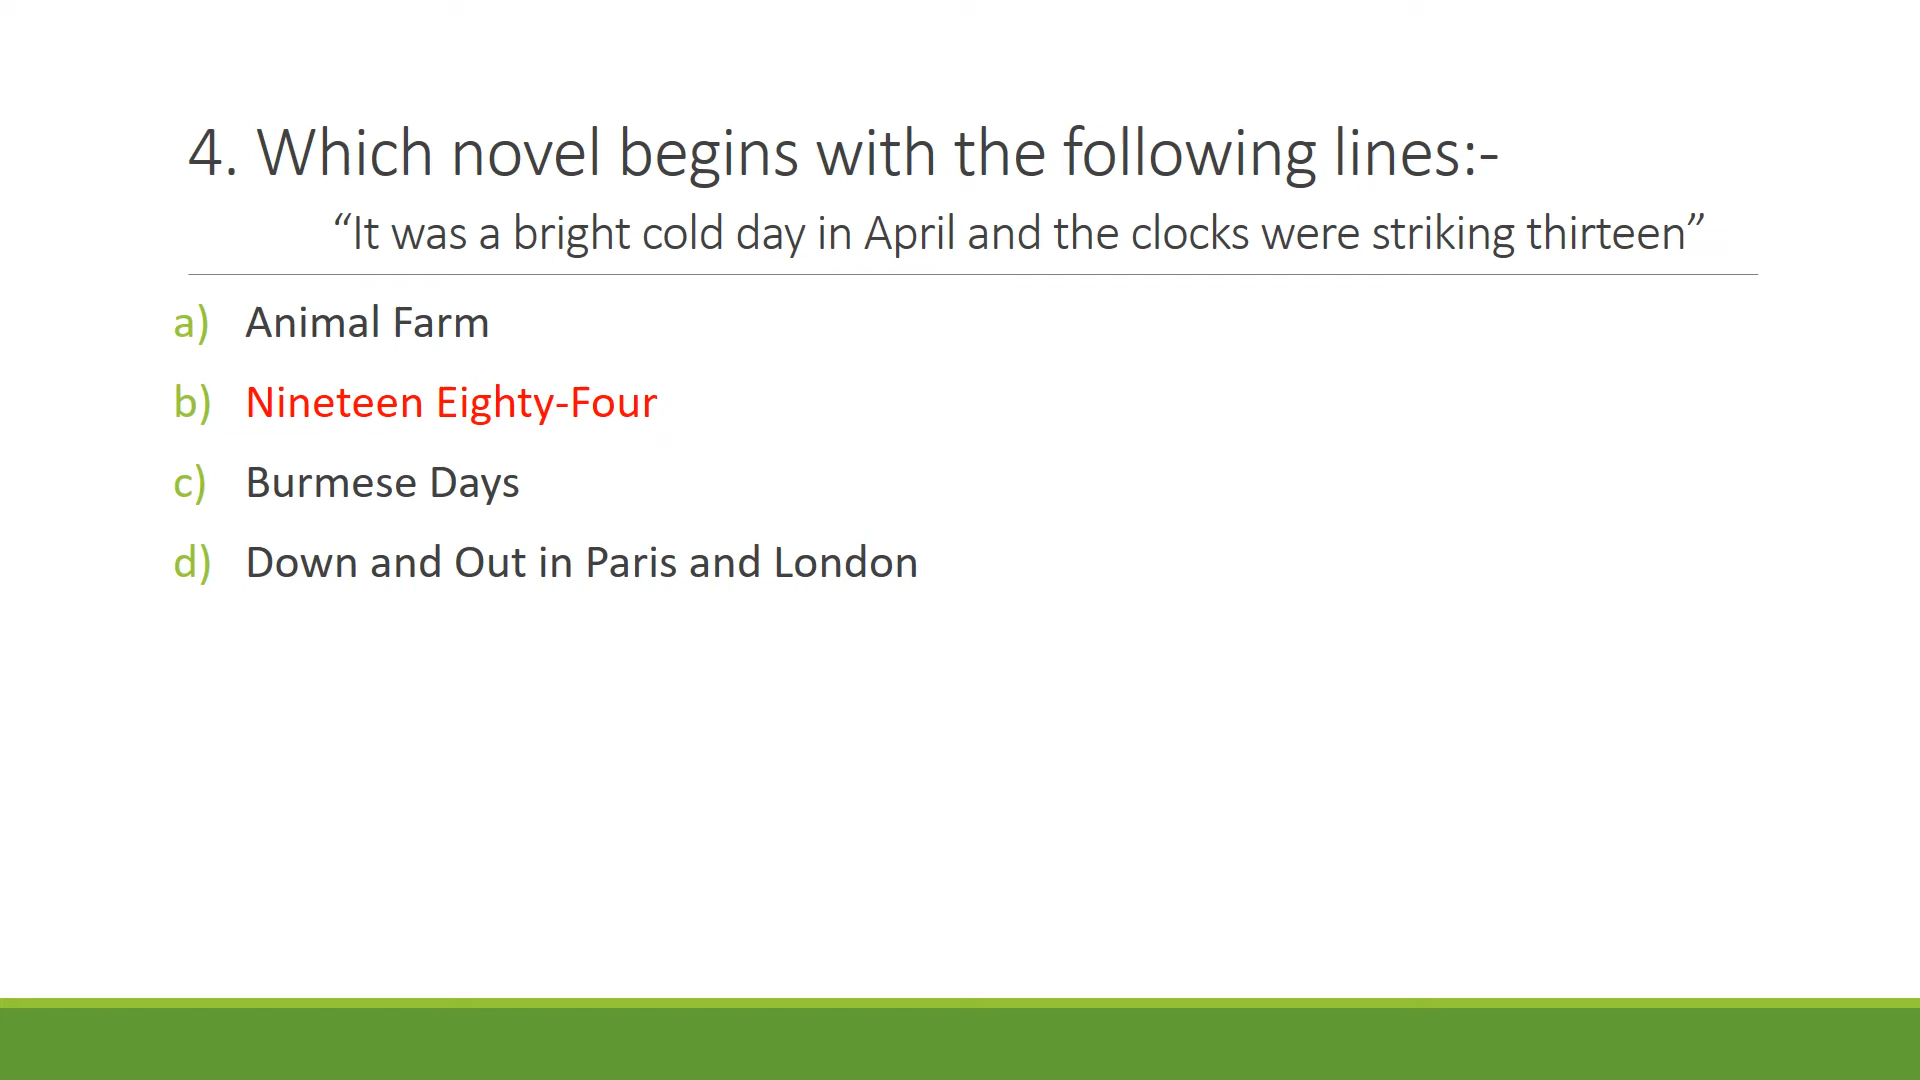 4. Which novel begins with the following lines:-
“It was a bright cold day in April and the clocks were striking thirteen”
a) Animal Farm
b) Nineteen Eighty-Four
c) Burmese Days
d) Down and Out in Paris and London